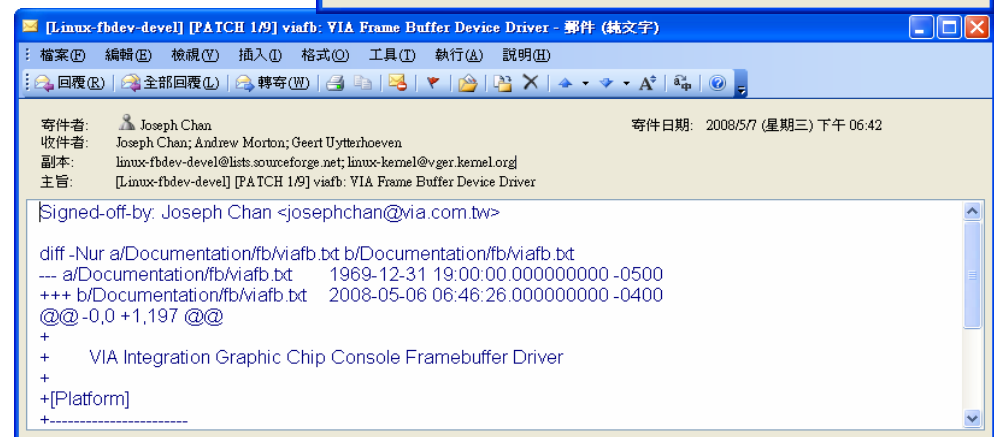 [Linux-fbdev-devel] [PATCH 1/9] viafb: VIA Frame Buffer Device Driver - 郵件 (純文字)
檔案(F) 編輯(E) 檢視(V) 插入(I) 格式(O) 工具(T) 執行(A) 說明(H)
回覆(R) 全部回覆(L) 轉寄(W)
寄件者: Joseph Chan 寄件日期: 2008/5/7 (星期三) 下午 06:42
收件者: Joseph Chan; Andrew Morton; Geert Uytterhoeven
副本: linux-fbdev-devel@lists.sourceforge.net; linux-kernel@vger.kernel.org
主旨: [Linux-fbdev-devel] [PATCH 1/9] viafb: VIA Frame Buffer Device Driver
Signed-off-by: Joseph Chan <josephchan@via.com.tw>
diff -Nur a/Documentation/fb/viafb.txt b/Documentation/fb/viafb.txt
--- a/Documentation/fb/viafb.txt 1969-12-31 19:00:00.000000000 -0500
+++ b/Documentation/fb/viafb.txt 2008-05-06 06:46:26.000000000 -0400
@@ -0,0 +1,197 @@
+
+ VIA Integration Graphic Chip Console Framebuffer Driver
+
+[Platform]
+-----------------------